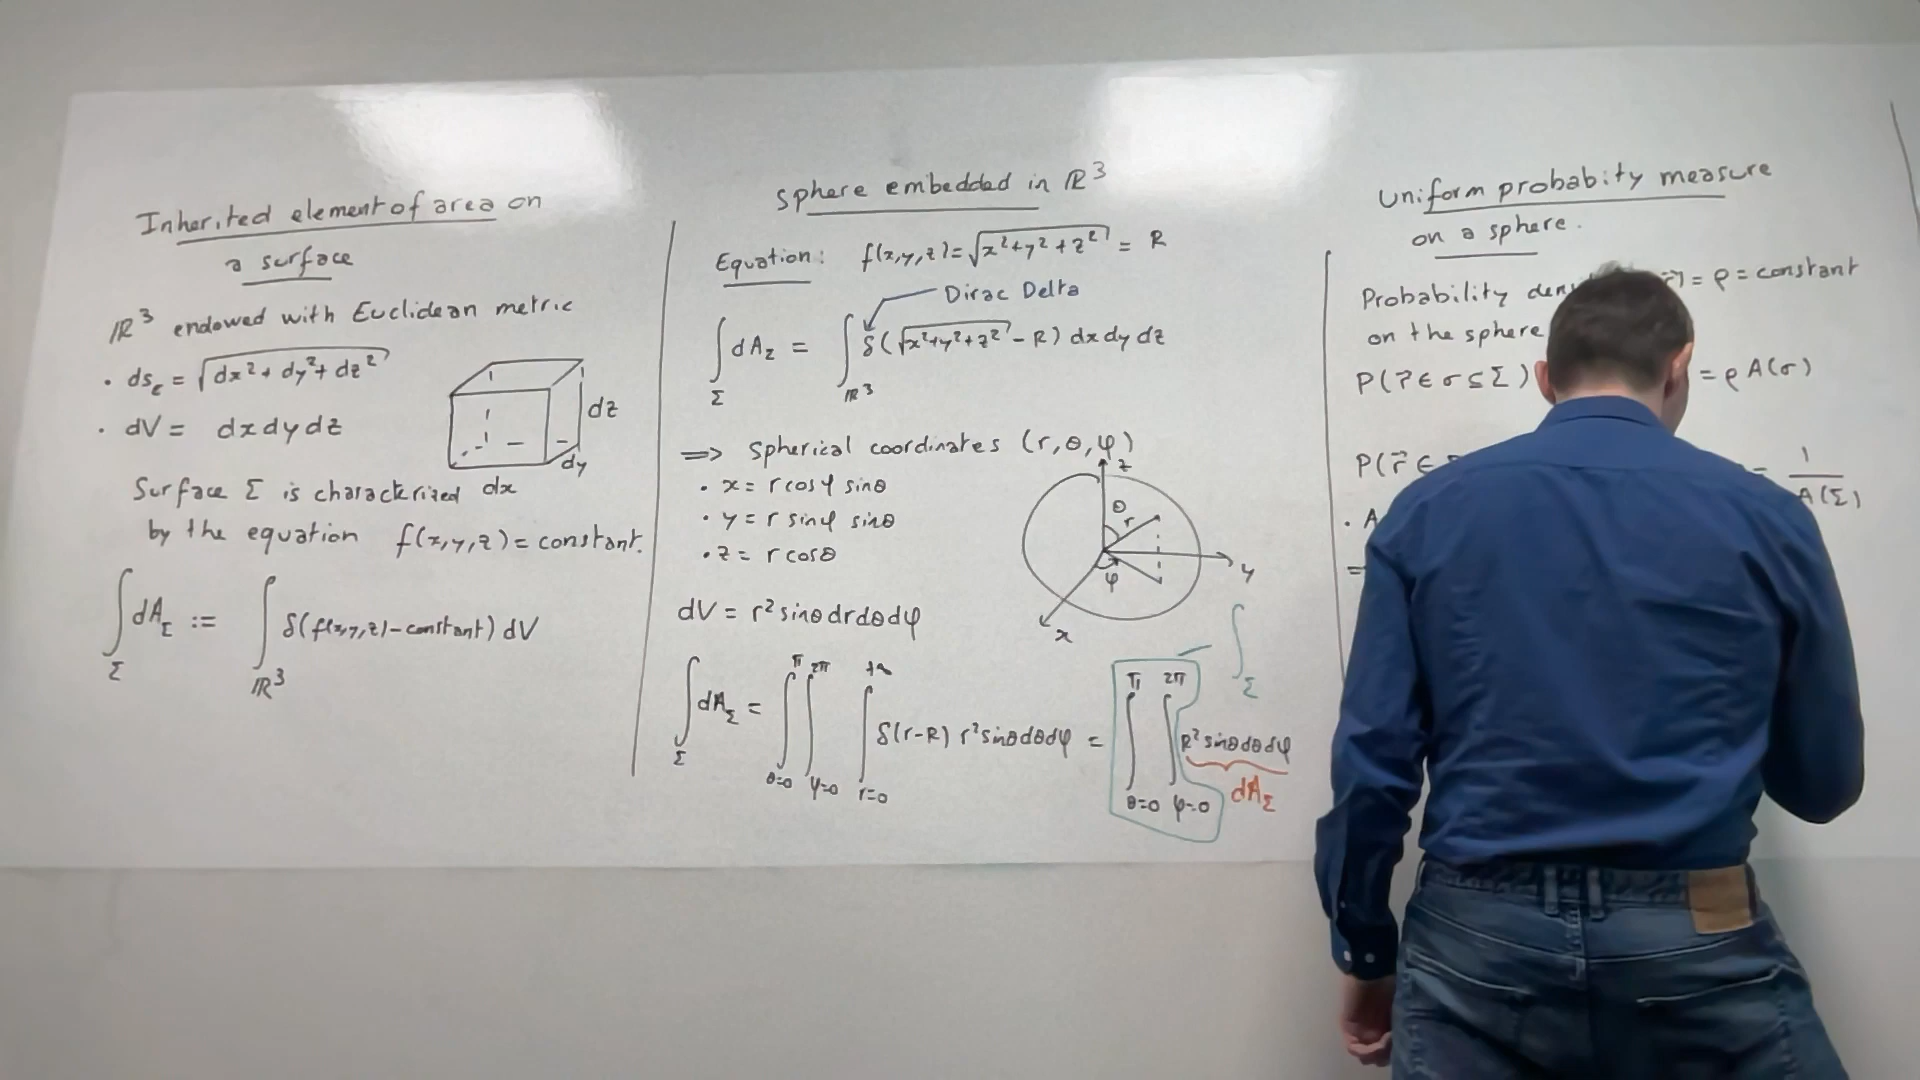 Inherited element of area on
a surface
ℝ³ endowed with Euclidean metric
· ds_ε = √(dx² + dy² + dz²)
· dV = dx dy dz
dz
dy
dx
Surface Σ is characterized
by the equation f(x,y,z) = constant.
∫_Σ dA_Σ := ∫_ℝ³ δ(f(x,y,z) - constant) dV
Sphere embedded in ℝ³
Equation: f(x,y,z) = √(x²+y²+z²) = R
Dirac Delta
∫_Σ dA_Σ = ∫_ℝ³ δ(√(x²+y²+z²) - R) dx dy dz
⟹ Spherical coordinates (r, θ, φ)
· x = r cosφ sinθ
· y = r sinφ sinθ
· z = r cosθ
z
θ
r
φ
y
x
dV = r² sinθ dr dθ dφ
∫_Σ dA_Σ = ∫_{θ=0}^{π} ∫_{φ=0}^{2π} ∫_{r=0}^{+∞} δ(r-R) r² sinθ dθ dφ = ∫_{θ=0}^{π} ∫_{φ=0}^{2π} R² sinθ dθ dφ
∫_Σ
dA_Σ
Uniform probabity measure
on a sphere.
Probability = ρ = constant
on the sphere
P(r⃗ ∈ σ ⊆ Σ) = ρ A(σ)
P(r⃗ ∈ 1/A(Σ)
· A
=